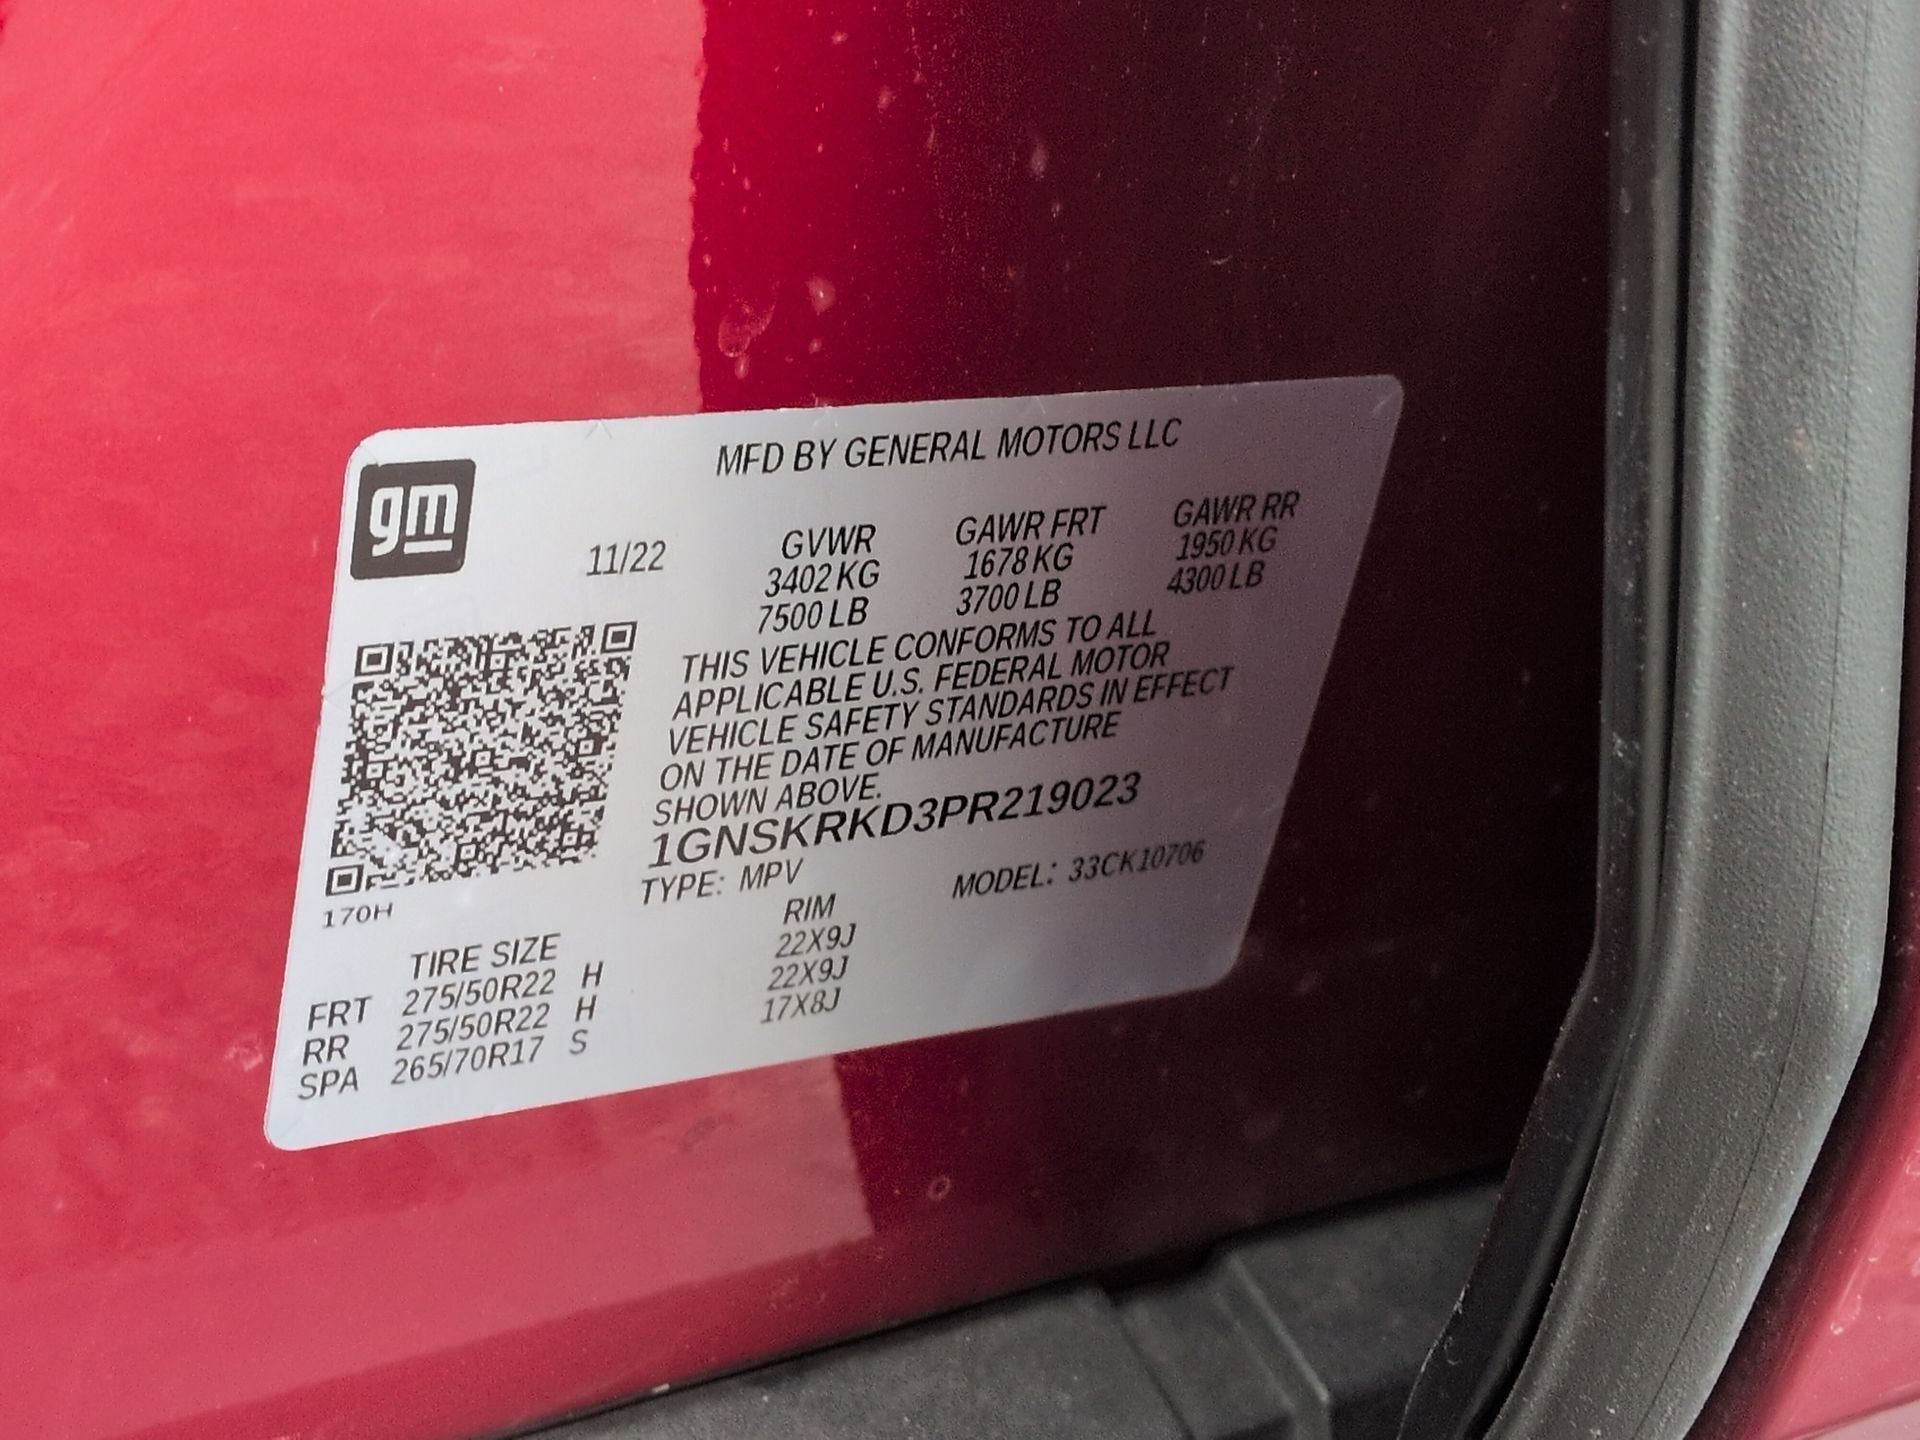 gm
MFD BY GENERAL MOTORS LLC
11/22 GVWR GAWR FRT GAWR RR
3402 KG 1678 KG 1950 KG
7500 LB 3700 LB 4300 LB
THIS VEHICLE CONFORMS TO ALL
APPLICABLE U.S. FEDERAL MOTOR
VEHICLE SAFETY STANDARDS IN EFFECT
ON THE DATE OF MANUFACTURE
SHOWN ABOVE.
1GNSKRKD3PR219023
TYPE: MPV MODEL: 33CK10706
170H
TIRE SIZE RIM
FRT 275/50R22 H 22X9J
RR 275/50R22 H 22X9J
SPA 265/70R17 S 17X8J